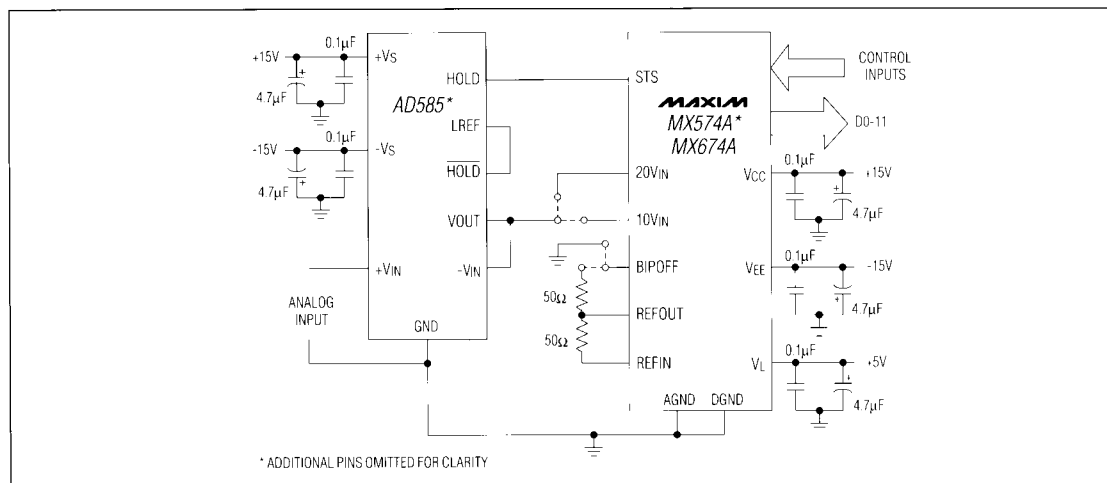 +15V
0.1µF
+VS
4.7µF
-15V
0.1µF
-VS
4.7µF
AD585*
HOLD
LREF
HOLD
VOUT
-VIN
+VIN
GND
ANALOG
INPUT
STS
MAXIM
MX574A*
MX674A
20VIN
10VIN
BIPOFF
REFOUT
REFIN
50Ω
50Ω
AGND DGND
VCC
VEE
VL
CONTROL
INPUTS
D0-11
0.1µF
+15V
4.7µF
0.1µF
-15V
4.7µF
0.1µF
+5V
4.7µF
* ADDITIONAL PINS OMITTED FOR CLARITY